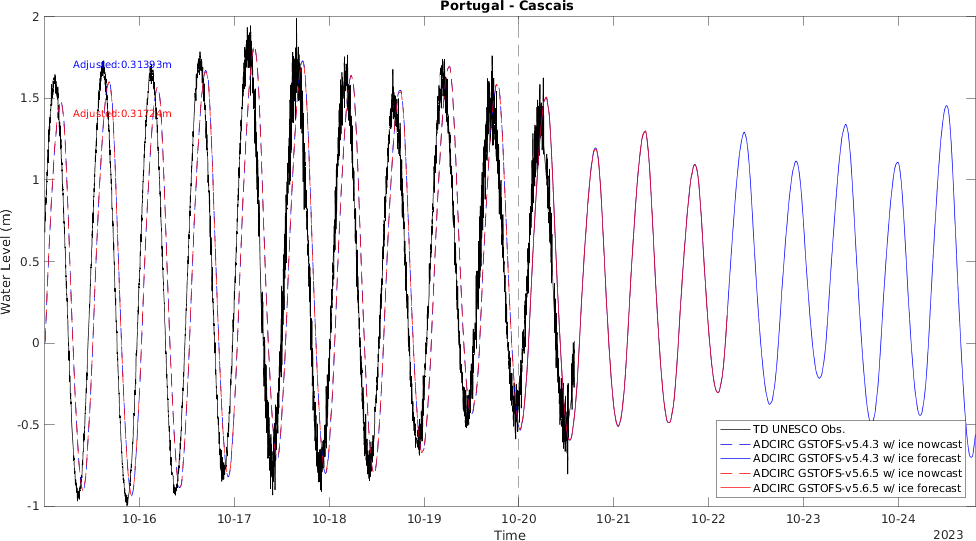 Portugal - Cascais
2
1.5
1
0.5
0
-0.5
-1
Water Level (m)
Adjusted:0.31393m
Adjusted:0.31724m
TD UNESCO Obs.
ADCIRC GSTOFS-v5.4.3 w/ ice nowcast
ADCIRC GSTOFS-v5.4.3 w/ ice forecast
ADCIRC GSTOFS-v5.6.5 w/ ice nowcast
ADCIRC GSTOFS-v5.6.5 w/ ice forecast
10-16 10-17 10-18 10-19 10-20 10-21 10-22 10-23 10-24
Time
2023